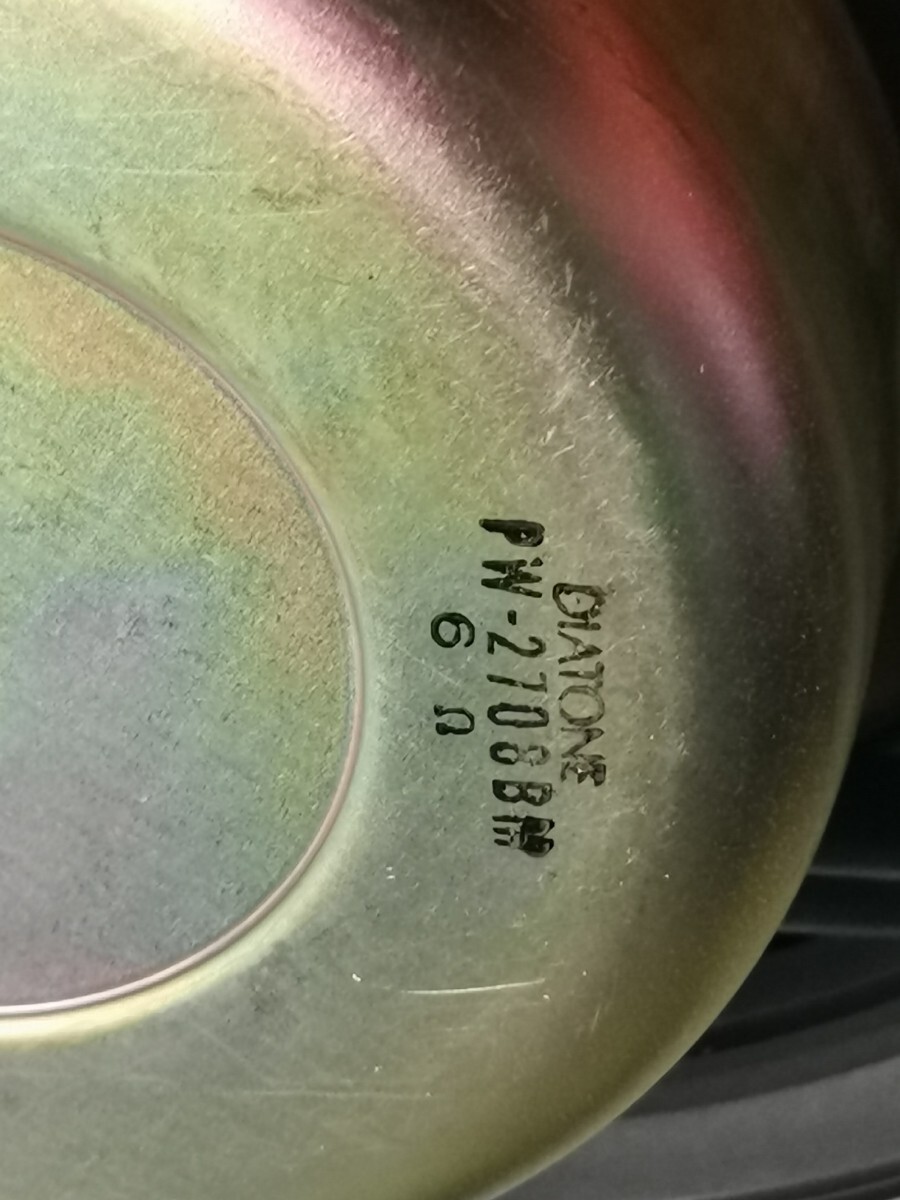 DIATONE
PW-2708BM
6 Ω